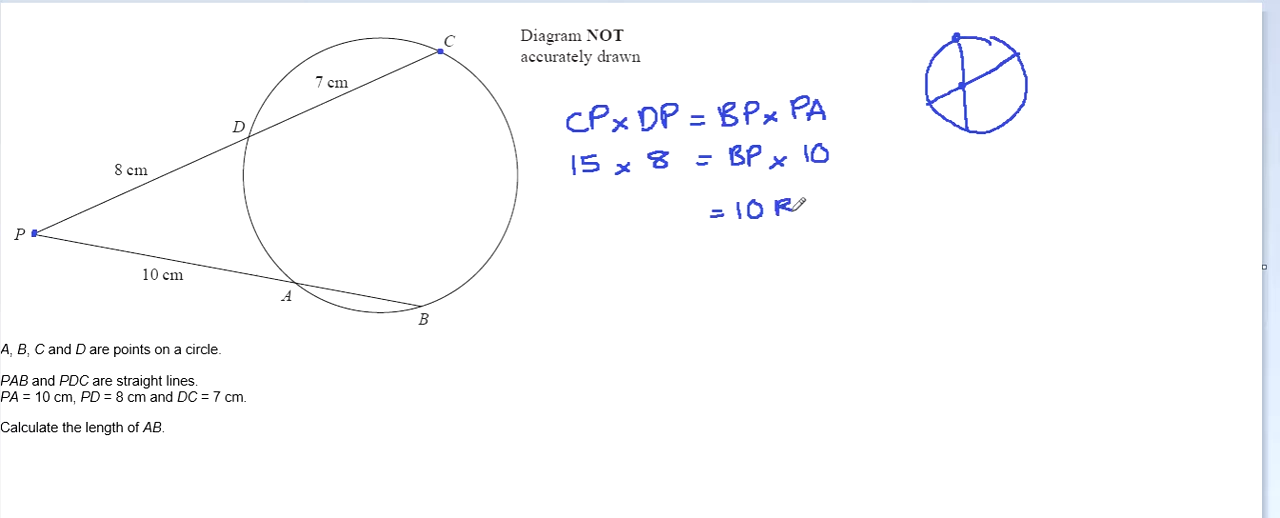 C
Diagram NOT
accurately drawn
7 cm
D
8 cm
P
10 cm
A
B
CP x DP = BP x PA
15 x 8 = BP x 10
= 10
A, B, C and D are points on a circle.
PAB and PDC are straight lines.
PA = 10 cm, PD = 8 cm and DC = 7 cm.
Calculate the length of AB.